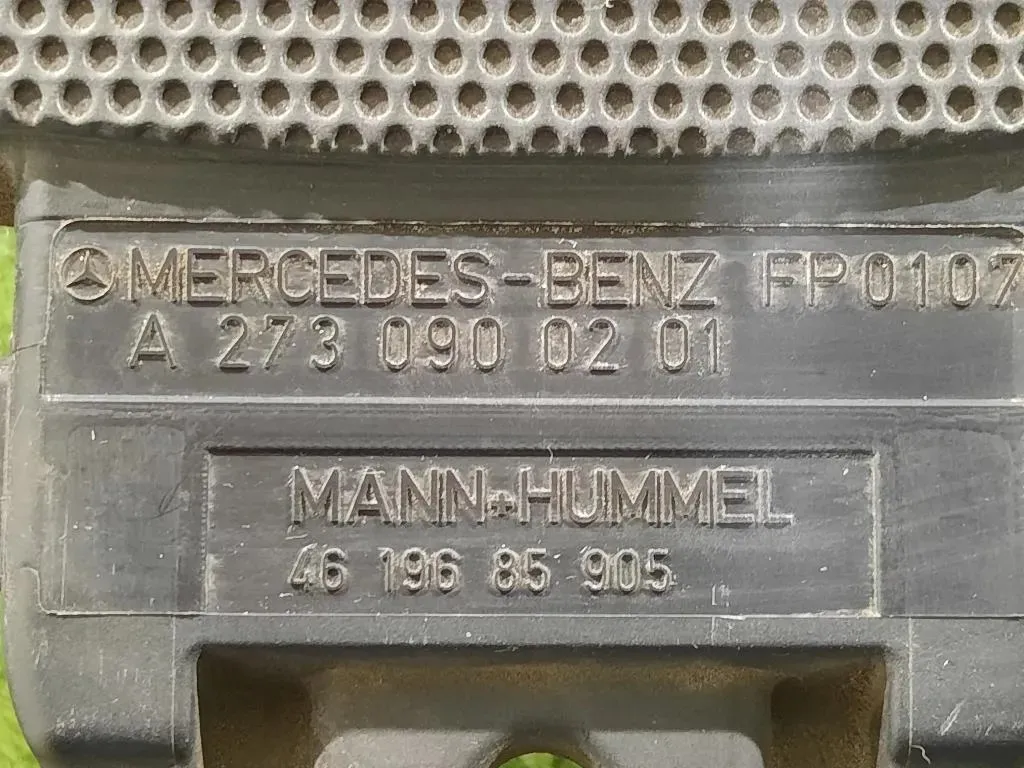 MERCEDES-BENZ FP0107
A 273 090 02 01
MANN+HUMMEL
46 196 85 905